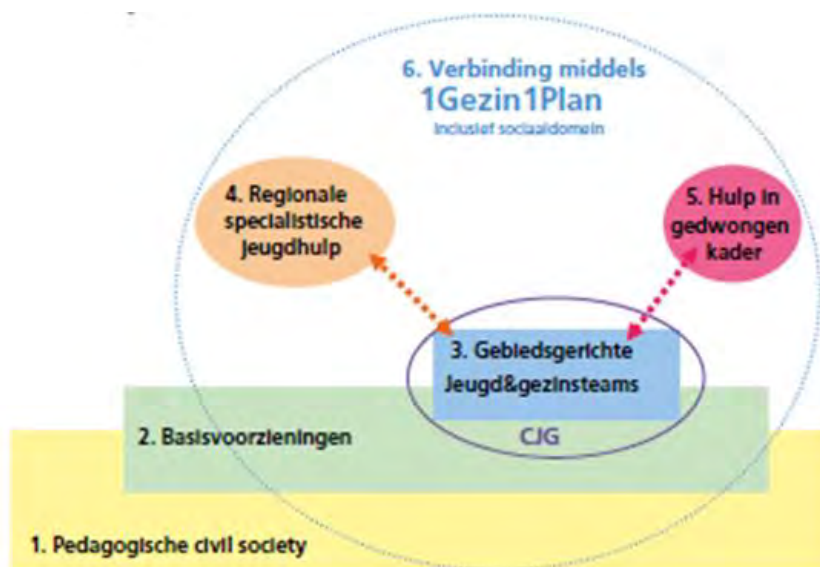 6. Verbinding middels
1Gezin1Plan
Inclusief sociaaldomein
4. Regionale
specialistische
jeugdhulp
5. Hulp in
gedwongen
kader
3. Gebiedsgerichte
Jeugd&gezinsteams
2. Basisvoorzieningen
CJG
1. Pedagogische civil society